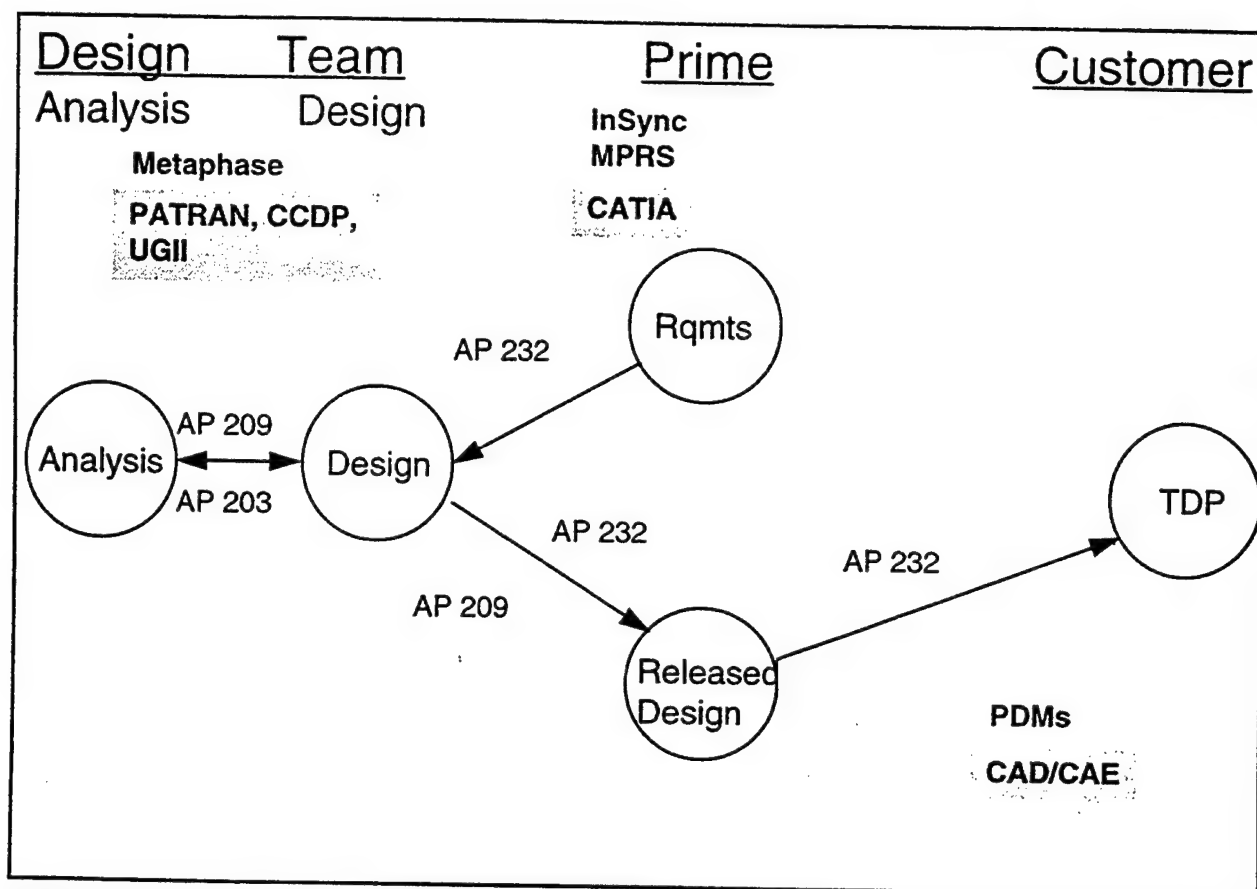 Design Team
Analysis Design
Prime
Customer
Metaphase
PATRAN, CCDP,
UGII
InSync
MPRS
CATIA
Rqmts
AP 232
Analysis
AP 209
AP 203
Design
AP 232
AP 209
AP 232
TDP
Released
Design
PDMs
CAD/CAE